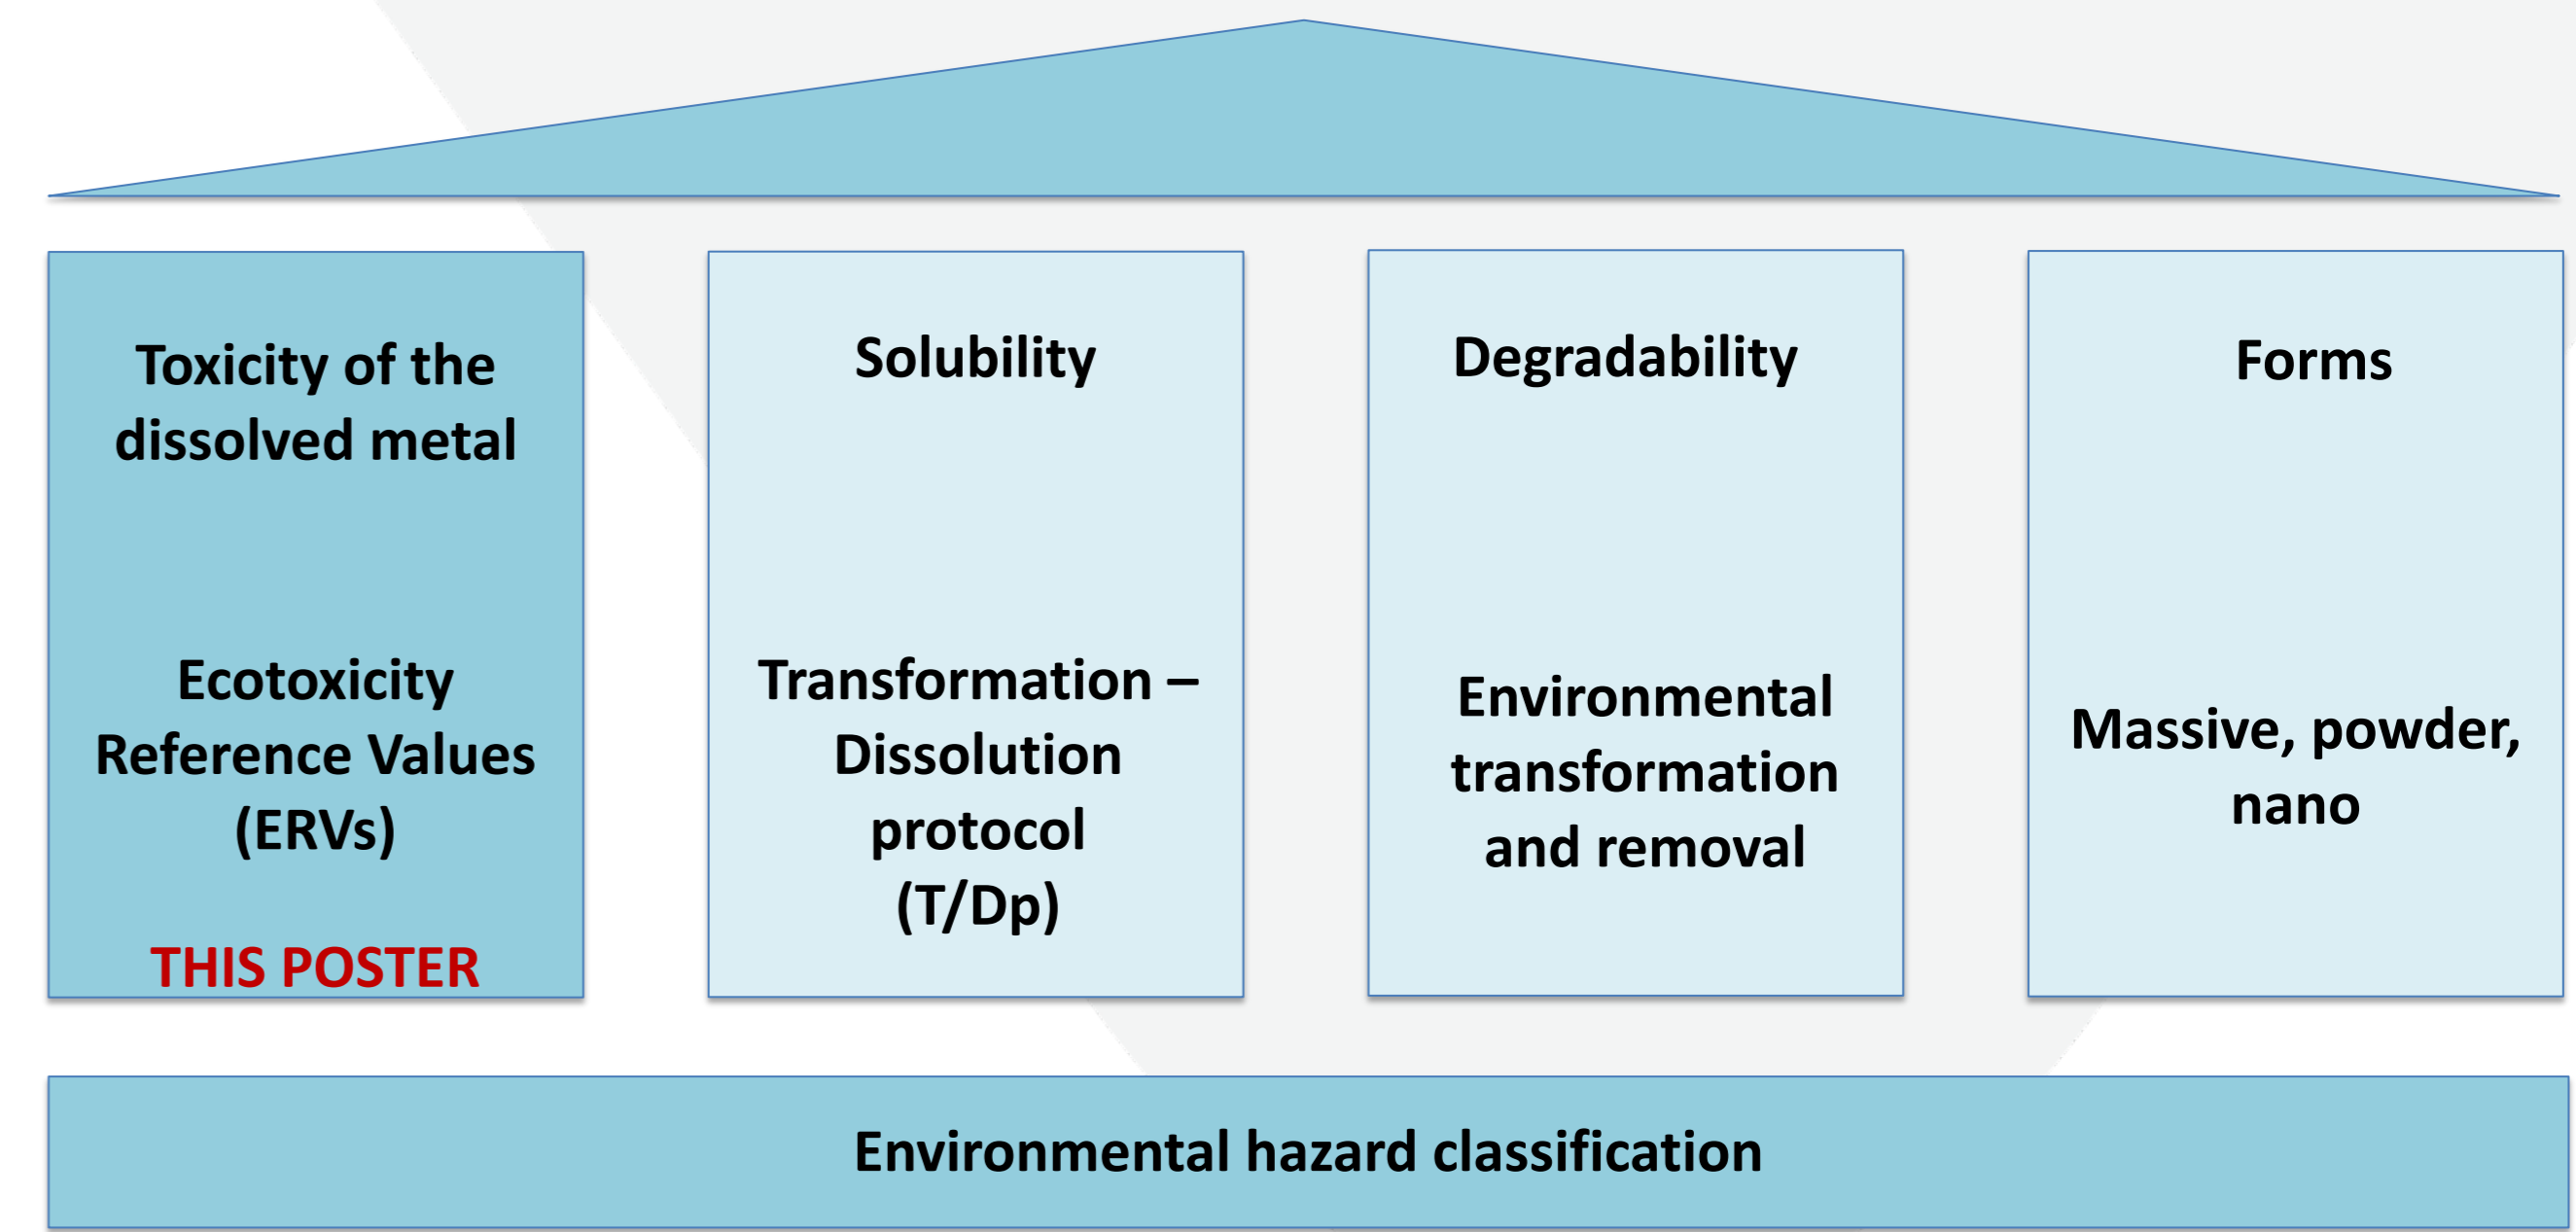 Toxicity of the
dissolved metal
Ecotoxicity
Reference Values
(ERVs)
THIS POSTER
Solubility
Transformation –
Dissolution
protocol
(T/Dp)
Degradability
Environmental
transformation
and removal
Forms
Massive, powder,
nano
Environmental hazard classification